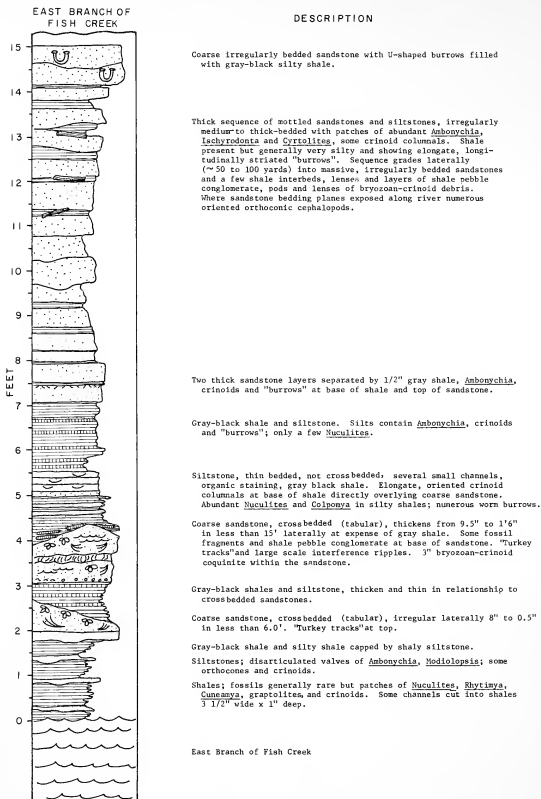 EAST BRANCH OF
FISH CREEK
DESCRIPTION
15
14
13
12
11
10
9
8
7
6
5
4
3
2
1
0
FEET
Coarse irregularly bedded sandstone with U-shaped burrows filled
with gray-black silty shale.
Thick sequence of mottled sandstones and siltstones, irregularly
medium to thick-bedded with patches of abundant Ambonychia,
Ischyrodonta and Cyrtolites, some crinoid columnals. Shale
present but generally very silty and showing elongate, longi-
tudinally striated "burrows". Sequence grades laterally
(~ 50 to 100 yards) into massive, irregularly bedded sandstones
and a few shale interbeds, lenses and layers of shale pebble
conglomerate, pods and lenses of bryozoan-crinoid debris.
Where sandstone bedding planes exposed along river numerous
oriented orthoconic cephalopods.
Two thick sandstone layers separated by 1/2" gray shale, Ambonychia,
crinoids and "burrows" at base of shale and top of sandstone.
Gray-black shale and siltstone. Silts contain Ambonychia, crinoids
and "burrows"; only a few Nuculites.
Siltstone, thin bedded, not crossbedded, several small channels,
organic staining, gray black shale. Elongate, oriented crinoid
columnals at base of shale directly overlying coarse sandstone.
Abundant Nuculites and Colpomya in silty shales; numerous worm burrows.
Coarse sandstone, crossbedded (tabular), thickens from 9.5" to 1'6"
in less than 15' laterally at expense of gray shale. Some fossil
fragments and shale pebble conglomerate at base of sandstone. "Turkey
tracks" and large scale interference ripples. 3" bryozoan-crinoid
coquinite within the sandstone.
Gray-black shales and siltstone, thicken and thin in relationship to
crossbedded sandstones.
Coarse sandstone, crossbedded (tabular), irregular laterally 8" to 0.5"
in less than 6.0'. "Turkey tracks" at top.
Gray-black shale and silty shale capped by shaly siltstone.
Siltstones; disarticulated valves of Ambonychia, Modiolopsis; some
orthocones and crinoids.
Shales; fossils generally rare but patches of Nuculites, Rhytimya,
Cuneamya, graptolites, and crinoids. Some channels cut into shales
3 1/2" wide x 1" deep.
East Branch of Fish Creek